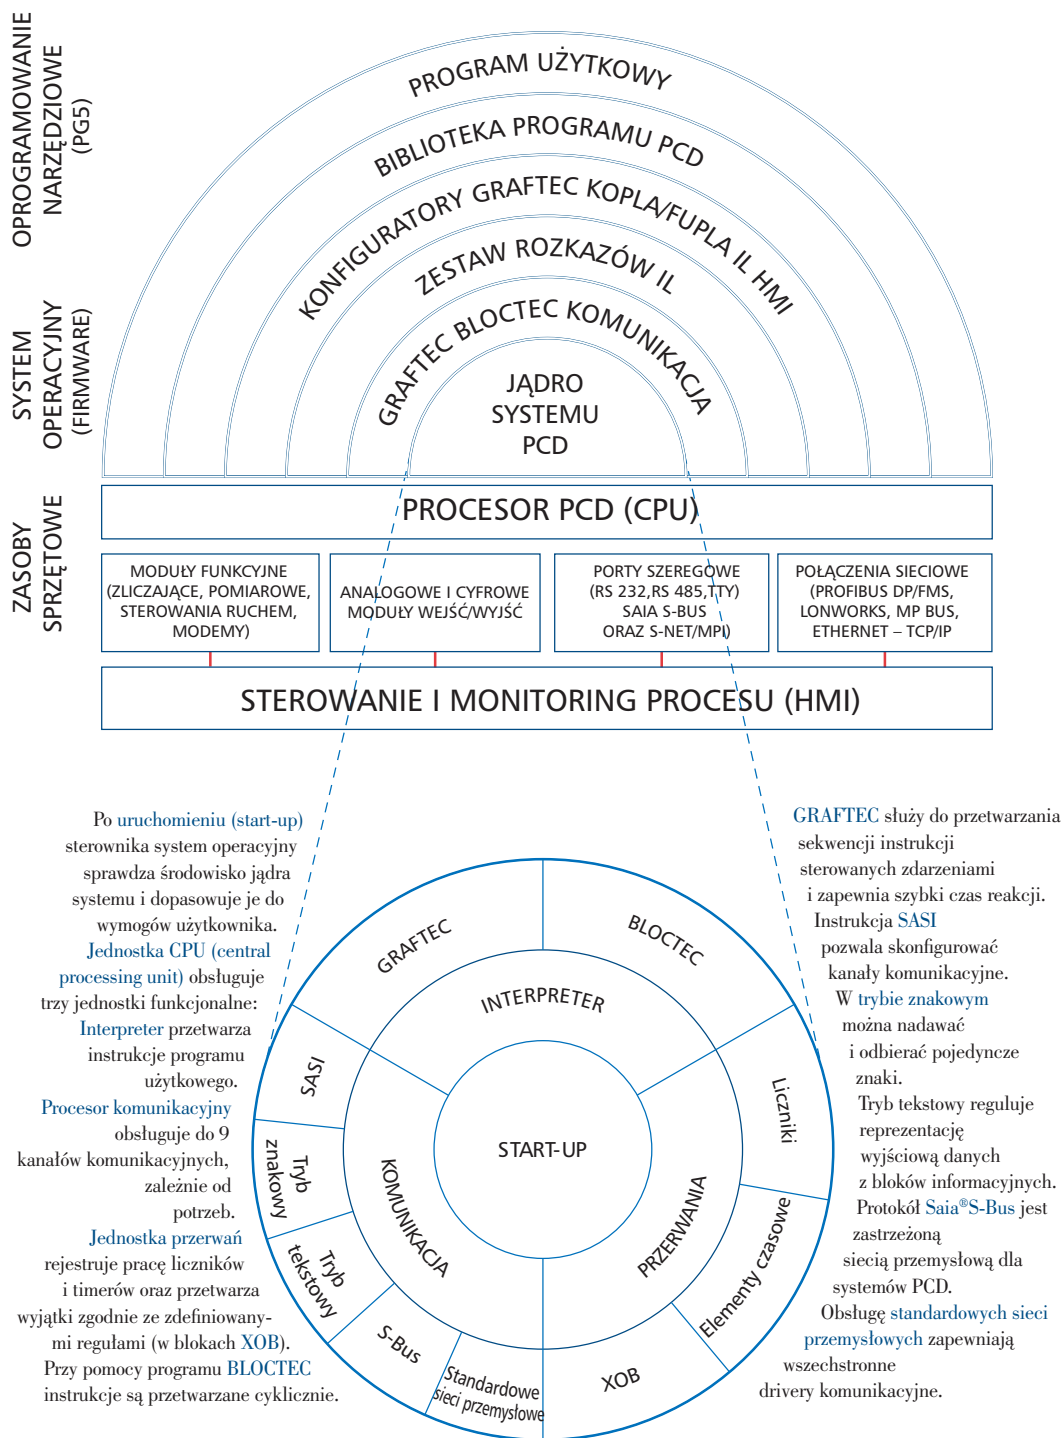 OPROGRAMOWANIE
NARZĘDZIOWE
(PG5)
SYSTEM
OPERACYJNY
(FIRMWARE)
ZASOBY
SPRZĘTOWE
PROGRAM UŻYTKOWY
BIBLIOTEKA PROGRAMU PCD
KONFIGURATORY GRAFTEC KOPLA/FUPLA IL HMI
ZESTAW ROZKAZÓW IL
GRAFTEC BLOCTEC KOMUNIKACJA
JĄDRO
SYSTEMU
PCD
PROCESOR PCD (CPU)
MODUŁY FUNKCYJNE
(ZLICZAJĄCE, POMIAROWE,
STEROWANIA RUCHEM,
MODEMY)
ANALOGOWE I CYFROWE
MODUŁY WEJŚĆ/WYJŚĆ
PORTY SZEREGOWE
(RS 232,RS 485,TTY)
SAIA S-BUS
ORAZ S-NET/MPI)
POŁĄCZENIA SIECIOWE
(PROFIBUS DP/FMS,
LONWORKS, MP BUS,
ETHERNET – TCP/IP
STEROWANIE I MONITORING PROCESU (HMI)
Po uruchomieniu (start-up)
sterownika system operacyjny
sprawdza środowisko jądra
systemu i dopasowuje je do
wymogów użytkownika.
Jednostka CPU (central
processing unit) obsługuje
trzy jednostki funkcjonalne:
Interpreter przetwarza
instrukcje programu
użytkowego.
Procesor komunikacyjny
obsługuje do 9
kanałów komunikacyjnych,
zależnie od
potrzeb.
Jednostka przerwań
rejestruje pracę liczników
i timerów oraz przetwarza
wyjątki zgodnie ze zdefiniowany-
mi regułami (w blokach XOB).
Przy pomocy programu BLOCTEC
instrukcje są przetwarzane cyklicznie.
GRAFTEC
BLOCTEC
INTERPRETER
SASI
Liczniki
START-UP
Tryb
znakowy
KOMUNIKACJA
PRZERWANIA
Tryb
tekstowy
Elementy czasowe
S-Bus
Standardowe
sieci przemysłowe
XOB
GRAFTEC służy do przetwarzania
sekwencji instrukcji
sterowanych zdarzeniami
i zapewnia szybki czas reakcji.
Instrukcja SASI
pozwala skonfigurować
kanały komunikacyjne.
W trybie znakowym
można nadawać
i odbierać pojedyncze
znaki.
Tryb tekstowy reguluje
reprezentację
wyjściową danych
z bloków informacyjnych.
Protokół Saia®S-Bus jest
zastrzeżoną
siecią przemysłową dla
systemów PCD.
Obsługę standardowych sieci
przemysłowych zapewniają
wszechstronne
drivery komunikacyjne.